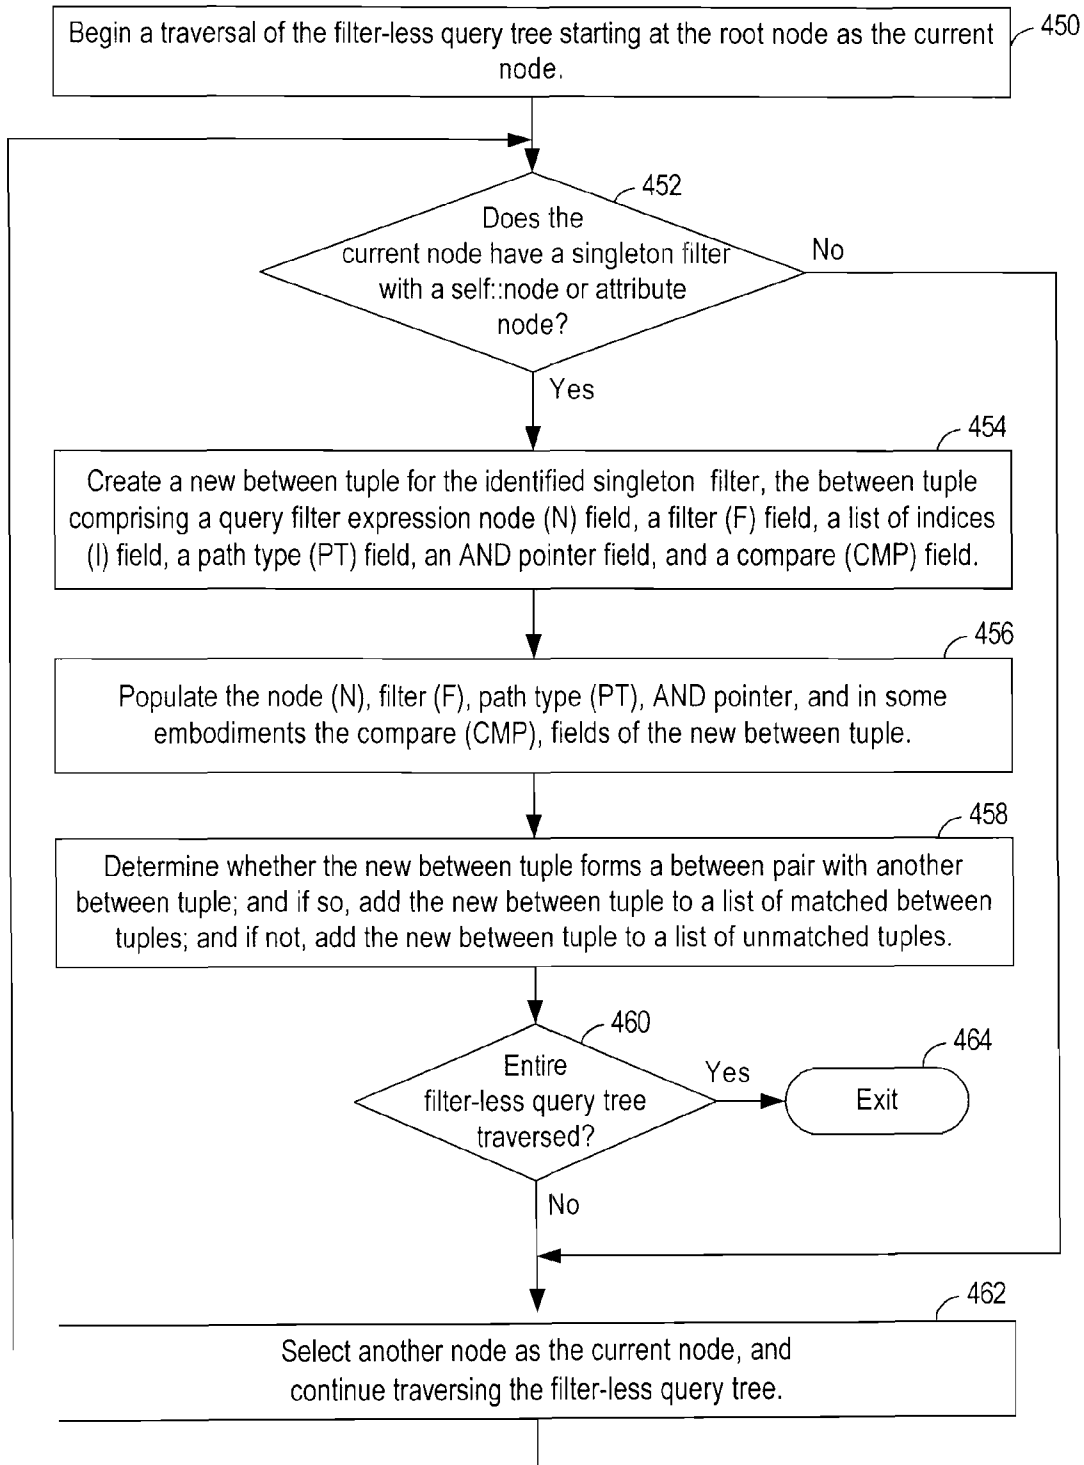 Begin a traversal of the filter-less query tree starting at the root node as the current
node.
450
452
Does the
current node have a singleton filter
with a self::node or attribute
node?
No
Yes
454
Create a new between tuple for the identified singleton filter, the between tuple
comprising a query filter expression node (N) field, a filter (F) field, a list of indices
(I) field, a path type (PT) field, an AND pointer field, and a compare (CMP) field.
456
Populate the node (N), filter (F), path type (PT), AND pointer, and in some
embodiments the compare (CMP), fields of the new between tuple.
458
Determine whether the new between tuple forms a between pair with another
between tuple; and if so, add the new between tuple to a list of matched between
tuples; and if not, add the new between tuple to a list of unmatched tuples.
460
Entire
filter-less query tree
traversed?
Yes
464
Exit
No
462
Select another node as the current node, and
continue traversing the filter-less query tree.